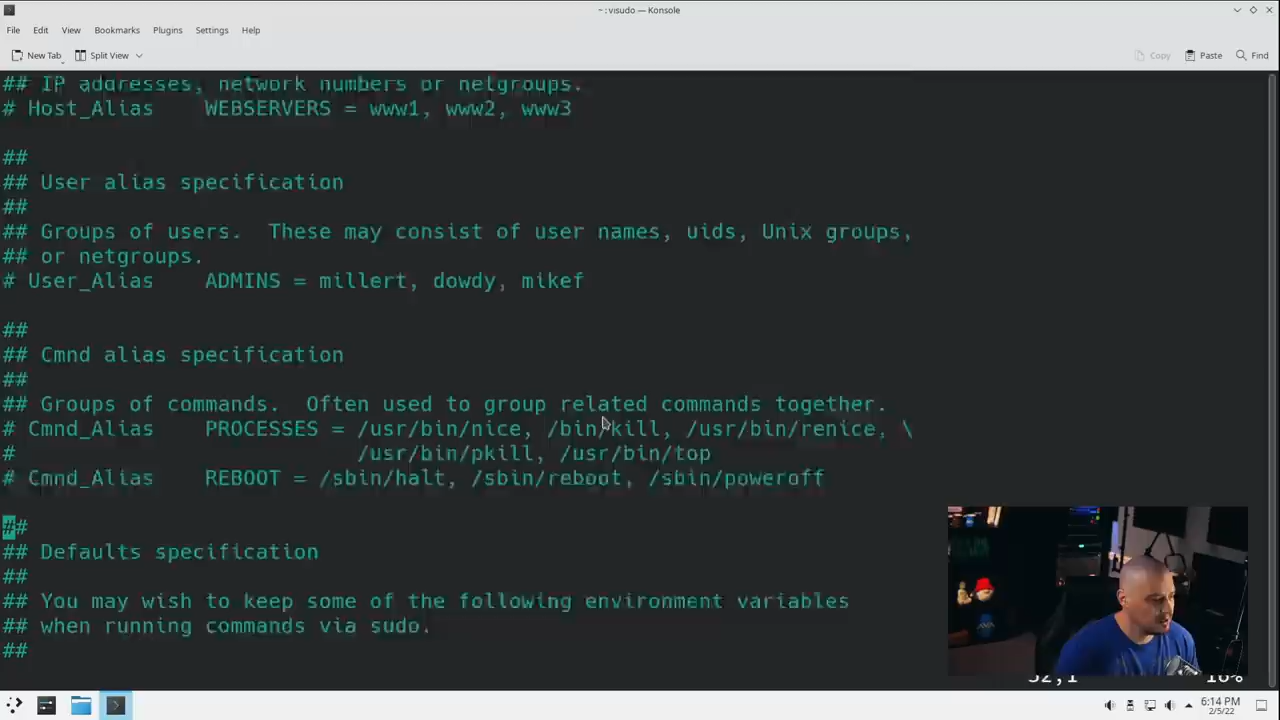 ~ : visudo — Konsole
File Edit View Bookmarks Plugins Settings Help
New Tab Split View Copy Paste Find
## IP addresses, network numbers or netgroups.
# Host_Alias WEBSERVERS = www1, www2, www3
##
## User alias specification
##
## Groups of users. These may consist of user names, uids, Unix groups,
## or netgroups.
# User_Alias ADMINS = millert, dowdy, mikef
##
## Cmnd alias specification
##
## Groups of commands. Often used to group related commands together.
# Cmnd_Alias PROCESSES = /usr/bin/nice, /bin/kill, /usr/bin/renice, \
# /usr/bin/pkill, /usr/bin/top
# Cmnd_Alias REBOOT = /sbin/halt, /sbin/reboot, /sbin/poweroff
##
## Defaults specification
##
## You may wish to keep some of the following environment variables
## when running commands via sudo.
##
6:14 PM
2/5/22